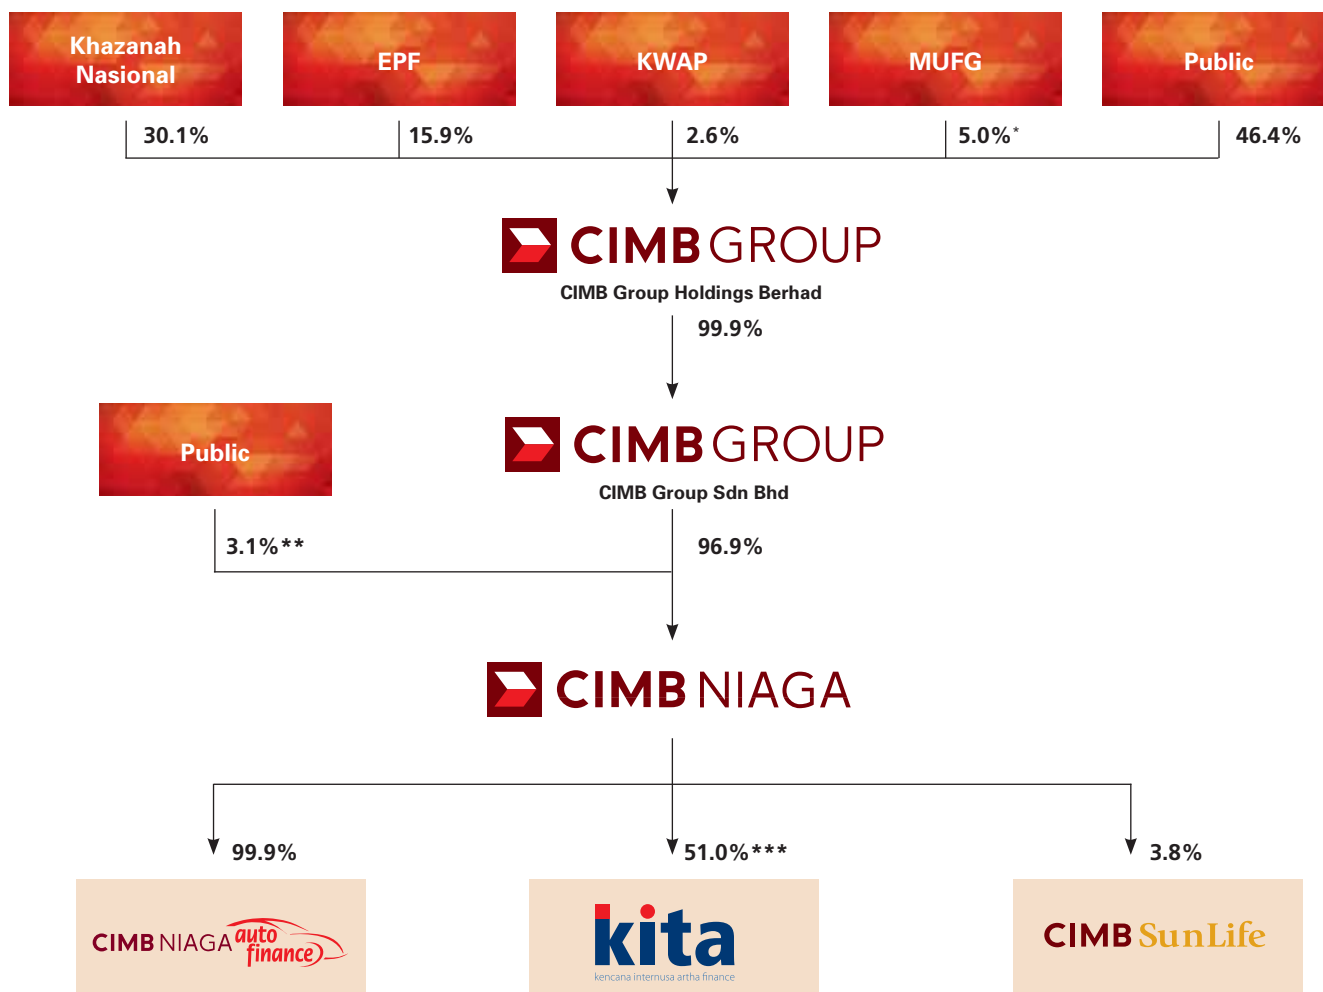 Khazanah
Nasional
EPF
KWAP
MUFG
Public
30.1%
15.9%
2.6%
5.0%*
46.4%
CIMB GROUP
CIMB Group Holdings Berhad
99.9%
Public
CIMB GROUP
CIMB Group Sdn Bhd
3.1%**
96.9%
CIMB NIAGA
99.9%
51.0%***
3.8%
CIMB NIAGA auto
finance
kita
kencana internusa artha finance
CIMB SunLife